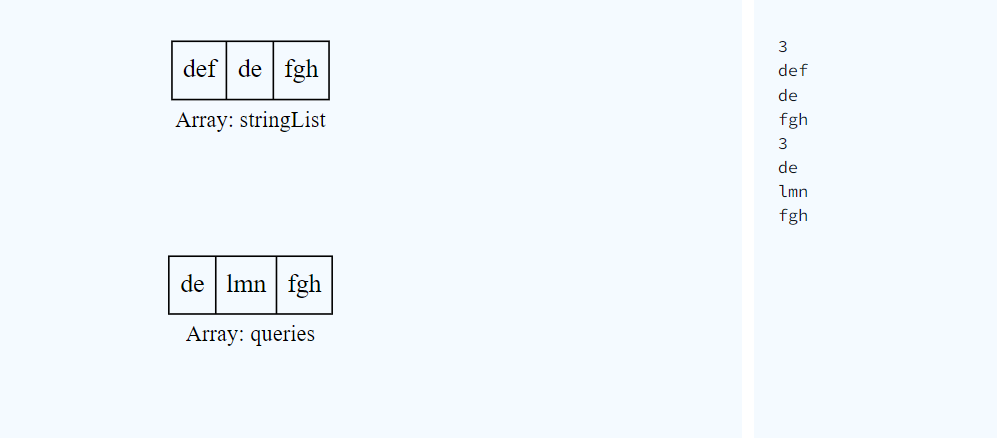 def de fgh
Array: stringList
de lmn fgh
Array: queries
3
def
de
fgh
3
de
lmn
fgh